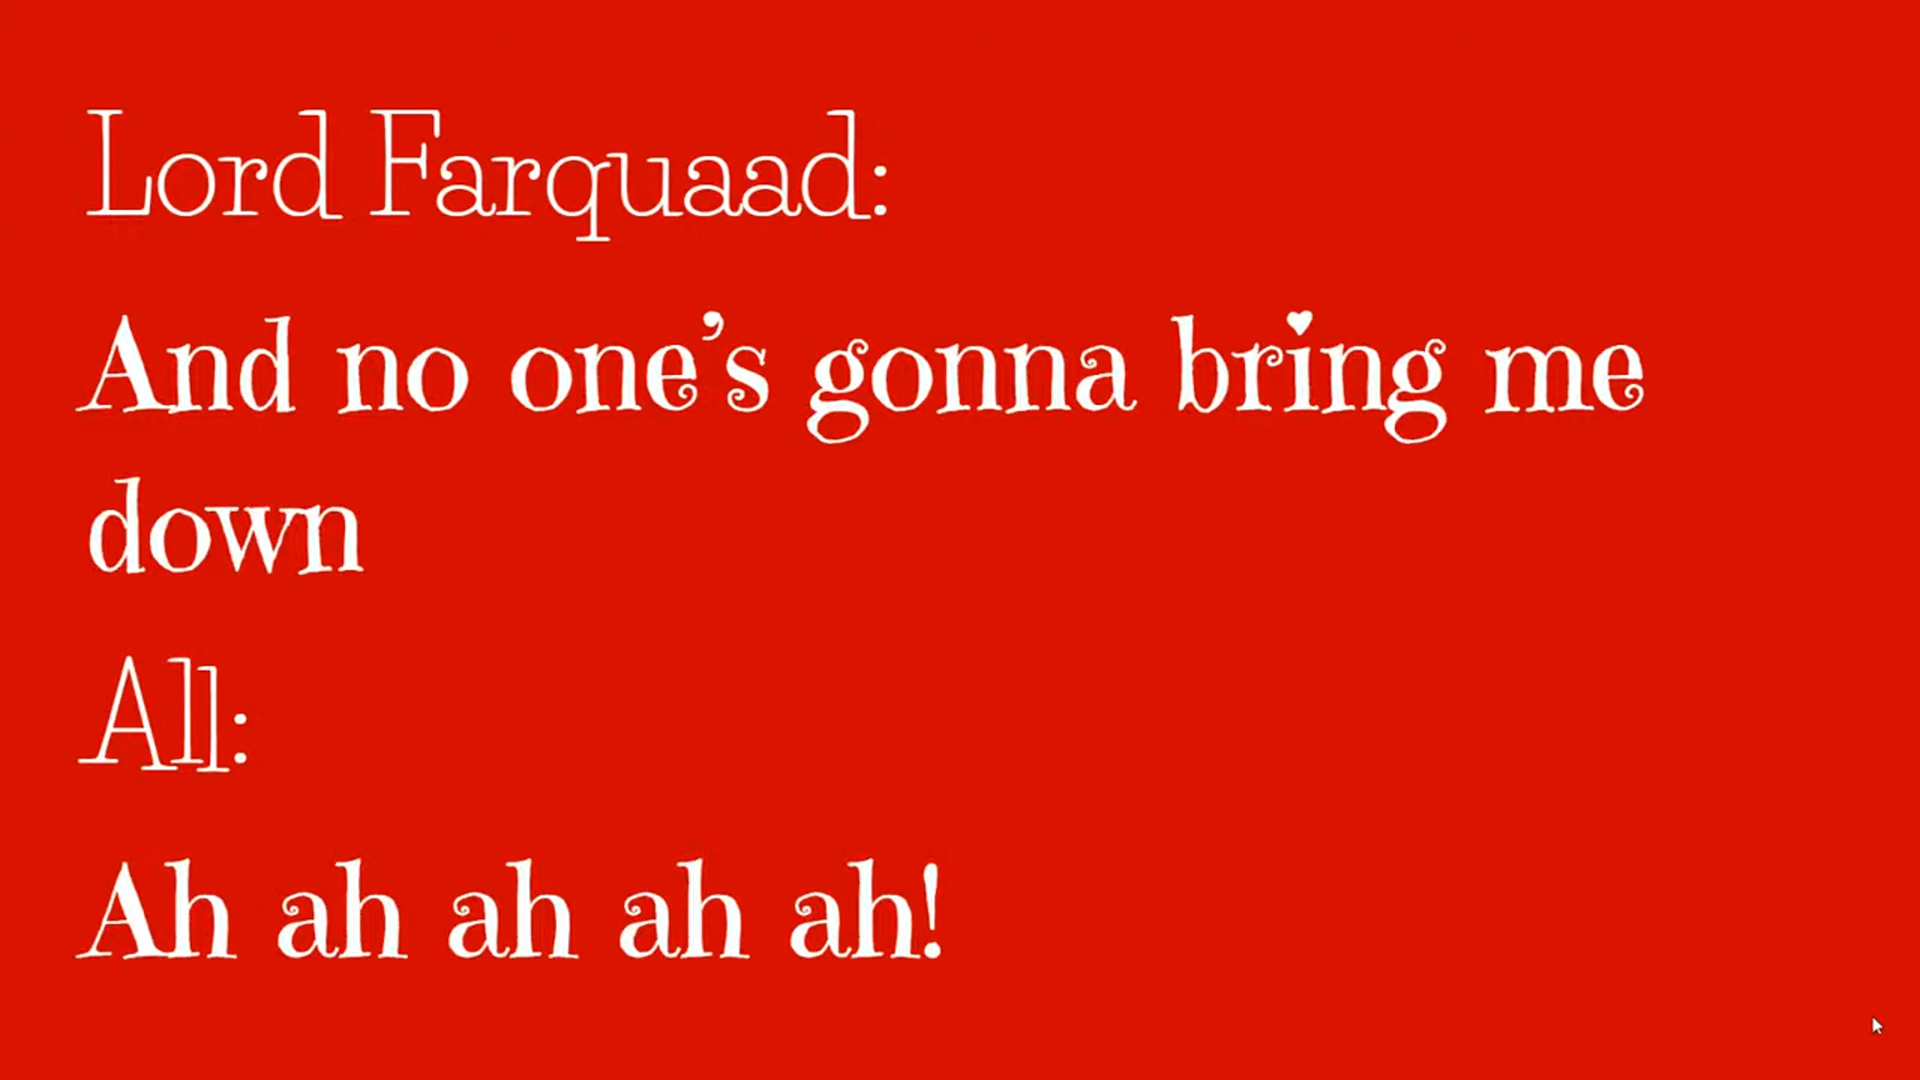 Lord Farquaad:
And no one’s gonna bring me
down
All:
Ah ah ah ah ah!